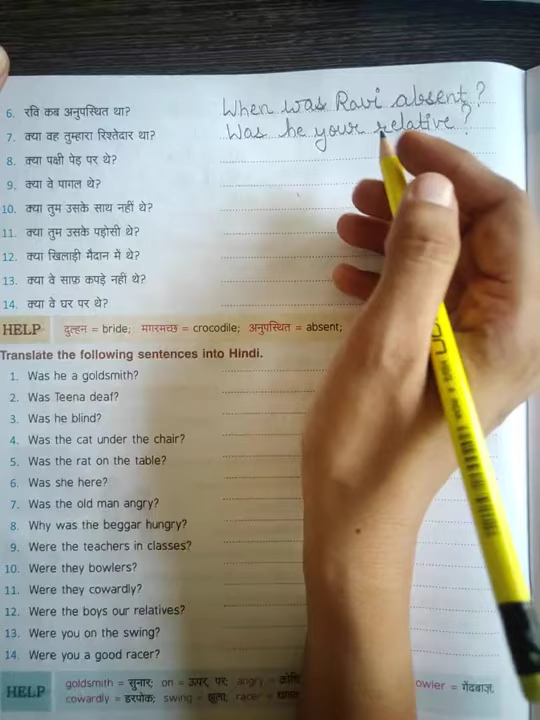 6. रवि कब अनुपस्थित था? When was Ravi absent?
7. क्या वह तुम्हारा रिश्तेदार था? Was he your relative?
8. क्या पक्षी पेड़ पर थे?
9. क्या वे पागल थे?
10. क्या तुम उसके साथ नहीं थे?
11. क्या तुम उसके पड़ोसी थे?
12. क्या खिलाड़ी मैदान में थे?
13. क्या वे साफ़ कपड़े नहीं थे?
14. क्या वे घर पर थे?
HELP दुल्हन = bride; मगरमच्छ = crocodile; अनुपस्थित = absent;
Translate the following sentences into Hindi.
1. Was he a goldsmith?
2. Was Teena deaf?
3. Was he blind?
4. Was the cat under the chair?
5. Was the rat on the table?
6. Was she here?
7. Was the old man angry?
8. Why was the beggar hungry?
9. Were the teachers in classes?
10. Were they bowlers?
11. Were they cowardly?
12. Were the boys our relatives?
13. Were you on the swing?
14. Were you a good racer?
HELP goldsmith = सुनार; on = ऊपर, पर; angry = owler = गेंदबाज़;
cowardly = डरपोक; swing = झूला; racer =